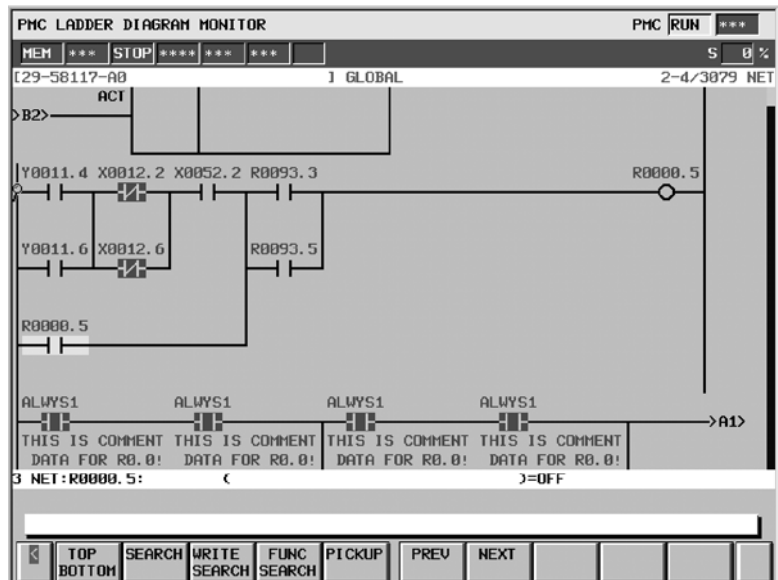 PMC LADDER DIAGRAM MONITOR PMC RUN ***
MEM *** STOP **** *** *** S 0 %
[29-58117-A0 ] GLOBAL 2-4/3079 NET
ACT
>B2>
Y0011.4 X0012.2 X0052.2 R0093.3 R0000.5
Y0011.6 X0012.6 R0093.5
R0000.5
ALWYS1 ALWYS1 ALWYS1 ALWYS1
>A1>
THIS IS COMMENT THIS IS COMMENT THIS IS COMMENT THIS IS COMMENT
DATA FOR R0.0! DATA FOR R0.0! DATA FOR R0.0! DATA FOR R0.0!
3 NET:R0000.5: ( )=OFF
< TOP SEARCH WRITE FUNC PICKUP PREV NEXT
BOTTOM SEARCH SEARCH